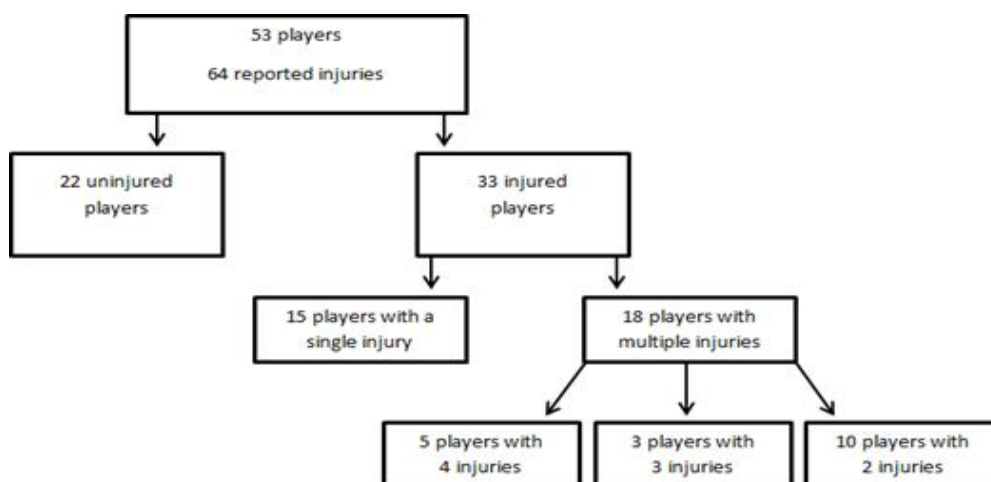 53 players
64 reported injuries
22 uninjured
players
33 injured
players
15 players with a
single injury
18 players with
multiple injuries
5 players with
4 injuries
3 players with
3 injuries
10 players with
2 injuries